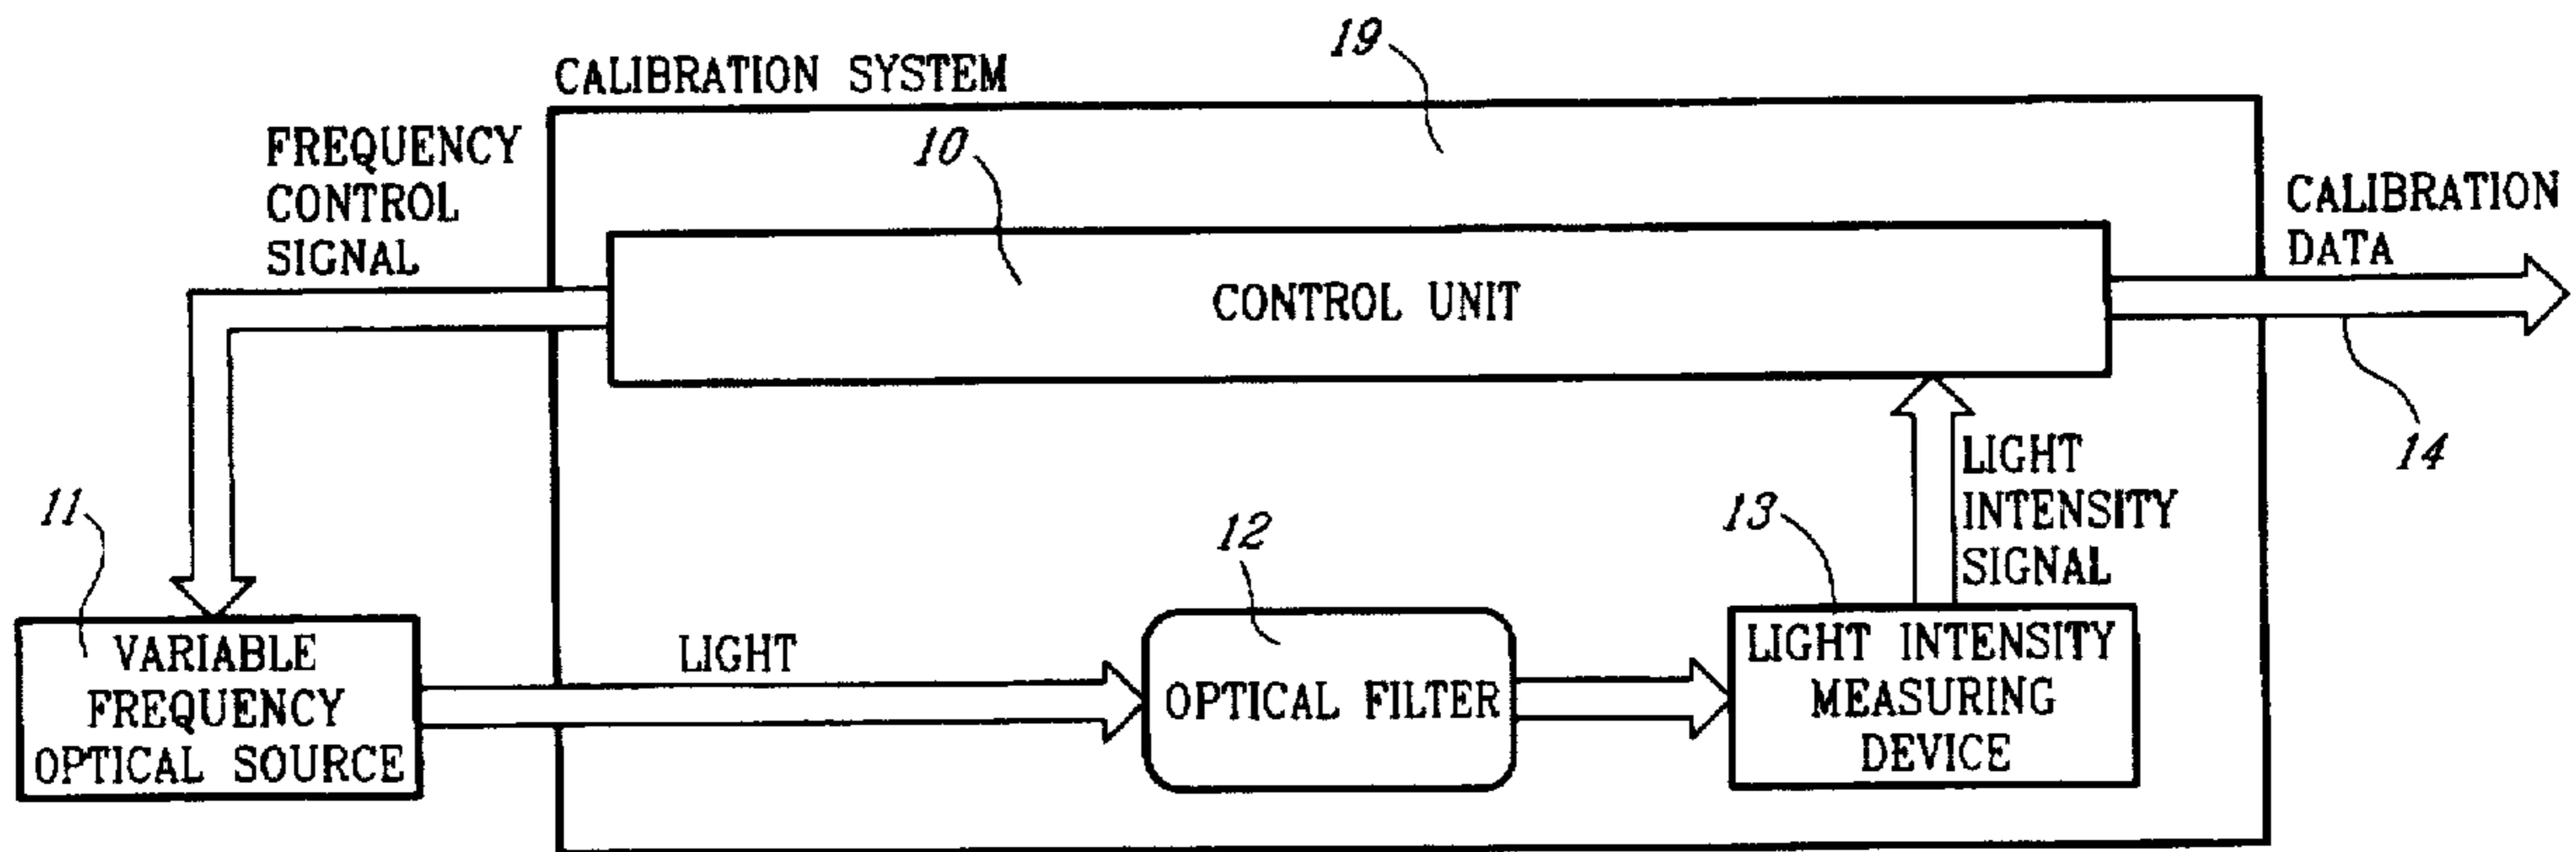 19
CALIBRATION SYSTEM
FREQUENCY
CONTROL
SIGNAL
10
CONTROL UNIT
CALIBRATION
DATA
14
LIGHT
INTENSITY
SIGNAL
11
VARIABLE
FREQUENCY
OPTICAL SOURCE
LIGHT
12
OPTICAL FILTER
13
LIGHT INTENSITY
MEASURING
DEVICE